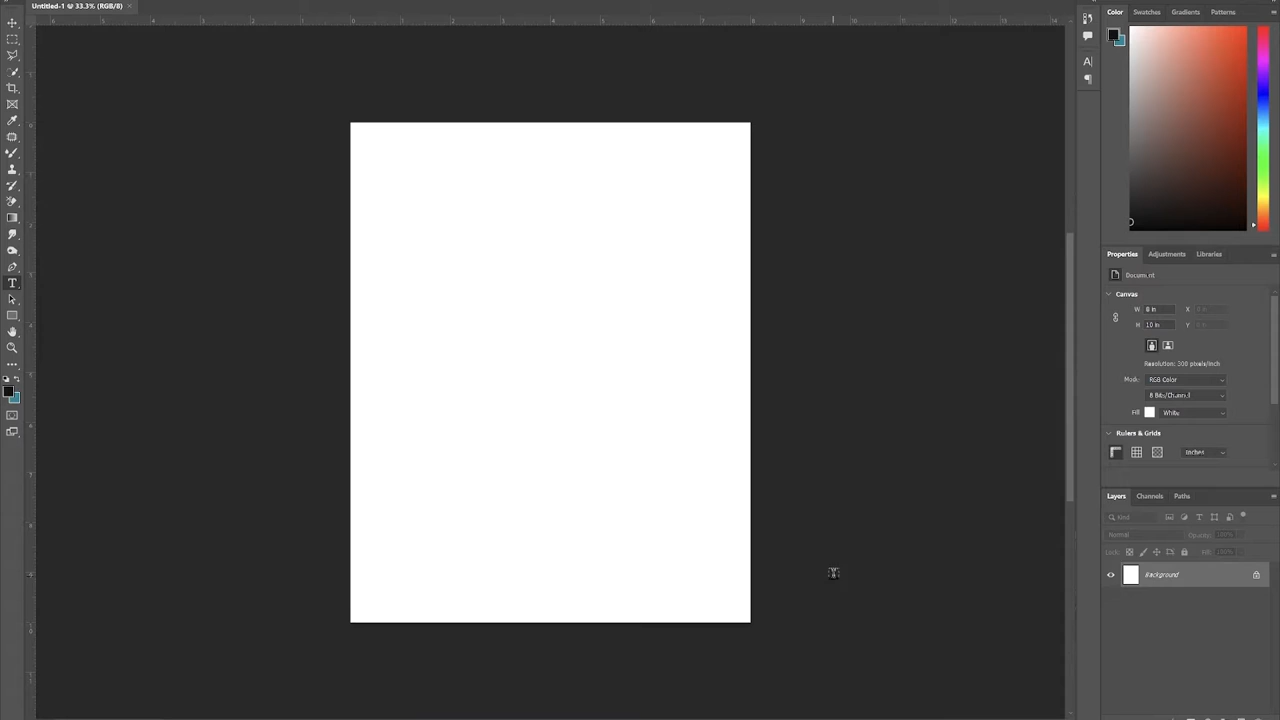 Untitled-1 @ 33.3% (RGB/8)
Color
Swatches
Gradients
Patterns
Properties
Adjustments
Libraries
Document
Canvas
W 8 in X
H 10 in Y
Resolution: 300 pixels/inch
Mode: RGB Color
8 Bits/Channel
Fill White
Rulers & Grids
Inches
Layers
Channels
Paths
Kind
Normal
Opacity: 100%
Lock: Fill: 100%
Background